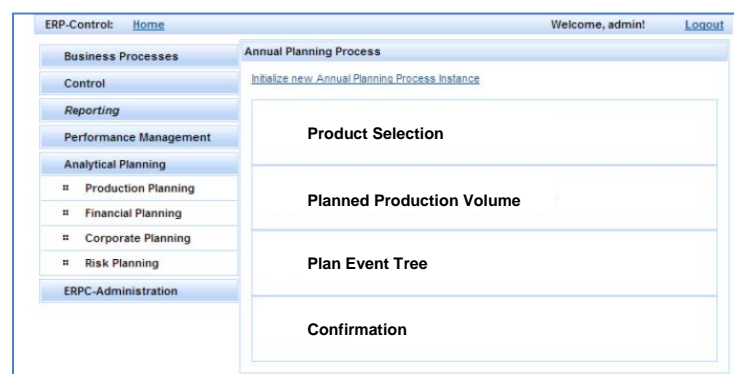 ERP-Control: Home Welcome, admin! Logout
Business Processes
Control
Reporting
Performance Management
Analytical Planning
Production Planning
Financial Planning
Corporate Planning
Risk Planning
ERPC-Administration
Annual Planning Process
Initialize new Annual Planning Process Instance
Product Selection
Planned Production Volume
Plan Event Tree
Confirmation